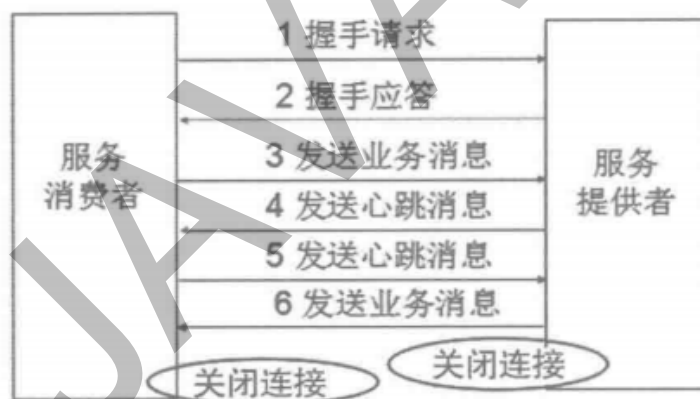 1 握手请求
2 握手应答
3 发送业务消息
4 发送心跳消息
5 发送心跳消息
6 发送业务消息
服务
消费者
服务
提供者
关闭连接
关闭连接
JAVA